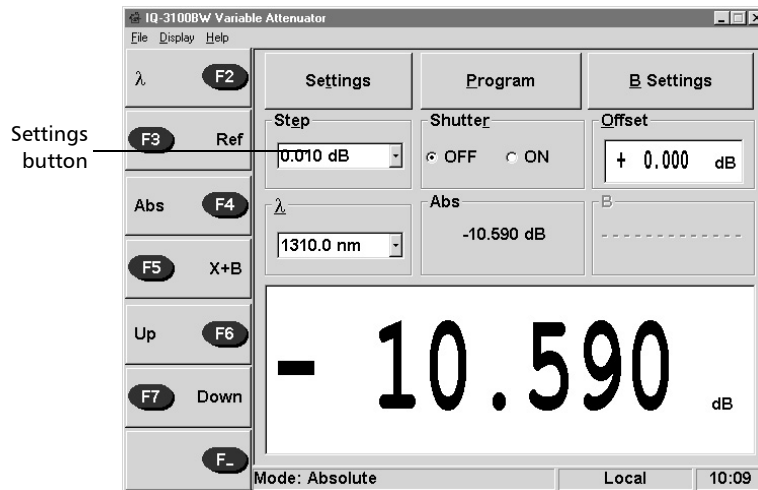 IQ-3100BW Variable Attenuator
File Display Help
λ F2
Settings Program B Settings
Settings
button
F3 Ref
Step Shutter Offset
0.010 dB OFF ON + 0.000 dB
Abs F4
λ Abs B
1310.0 nm -10.590 dB -------------
F5 X+B
Up F6
- 10.590 dB
F7 Down
F_
Mode: Absolute Local 10:09